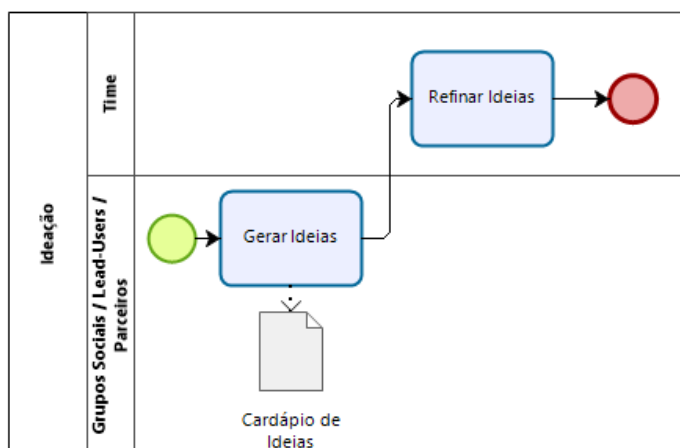 Ideação
Time
Refinar Ideias
Grupos Sociais / Lead-Users /
Parceiros
Gerar Ideias
Cardápio de
Ideias